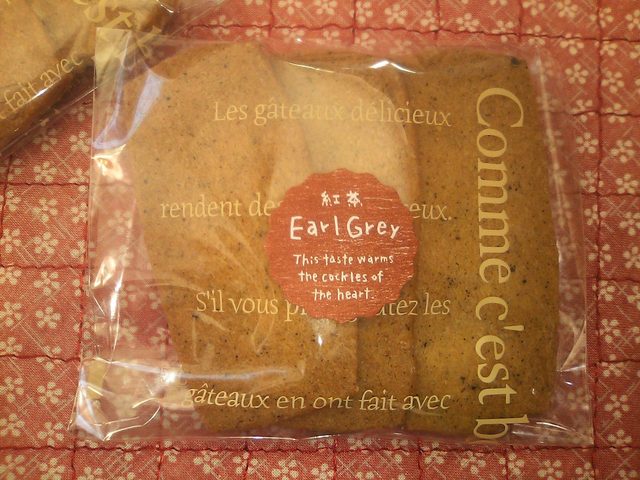 Les gâteaux délicieux
rendent de eux.
S'il vous p tez les
gâteaux en ont fait avec
紅茶
Earl Grey
This taste warms
the cockles of
the heart.
Comme c'est b
fait avec